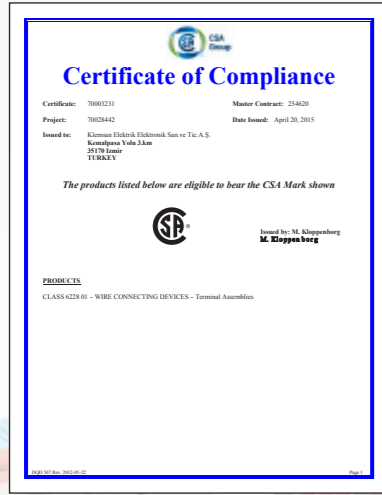 CSA
Group
Certificate of Compliance
Certificate: 70003231 Master Contract: 254620
Project: 70028442 Date Issued: April 20, 2015
Issued to: Klemsan Elektrik Elektronik San.ve Tic.A.Ş.
Kemalpasa Yolu 3.km
35170 Izmir
TURKEY
The products listed below are eligible to bear the CSA Mark shown
Issued by: M. Kloppenborg
M. Kloppenborg
PRODUCTS
CLASS 6228 01 – WIRE CONNECTING DEVICES – Terminal Assemblies
DQD 507 Rev. 2012-05-22 Page 1